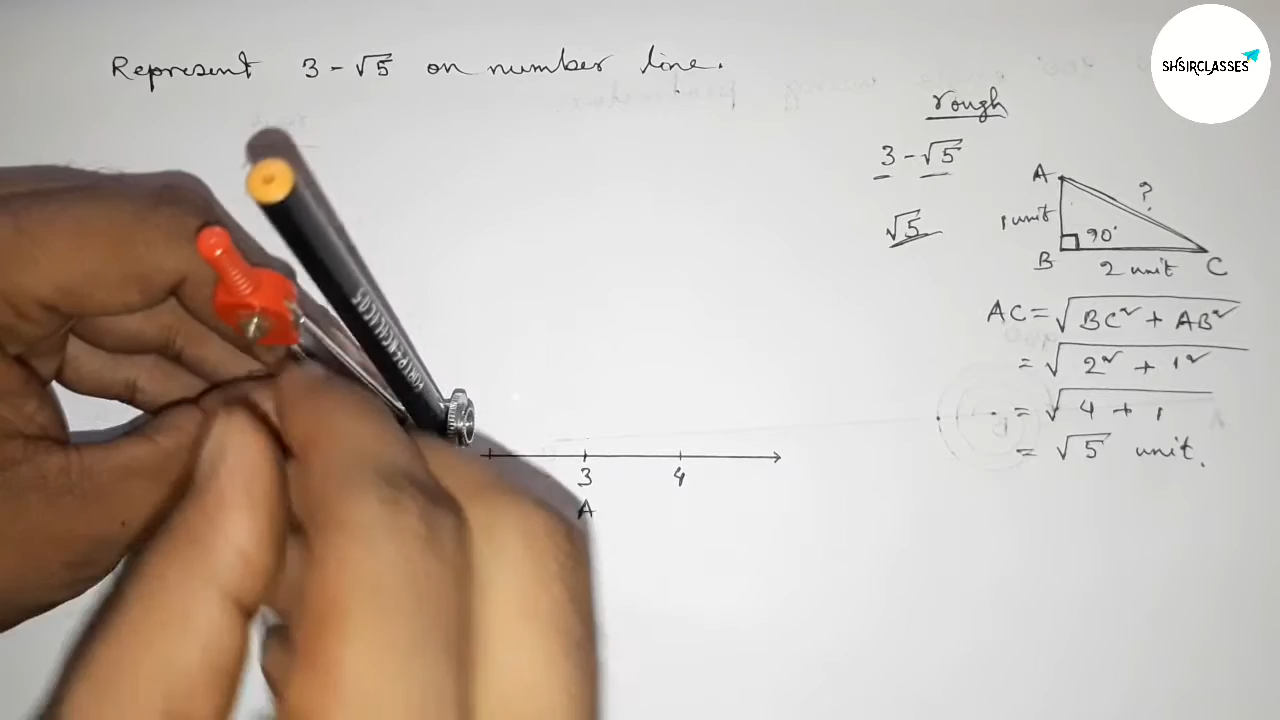 Represent 3 - √5 on number line.
SHSIRCLASSES
rough
3 - √5
√5
A
?
1 unit
90°
B
2 unit
C
AC = √BC² + AB²
= √2² + 1²
= √4 + 1
= √5 unit.
3
4
A